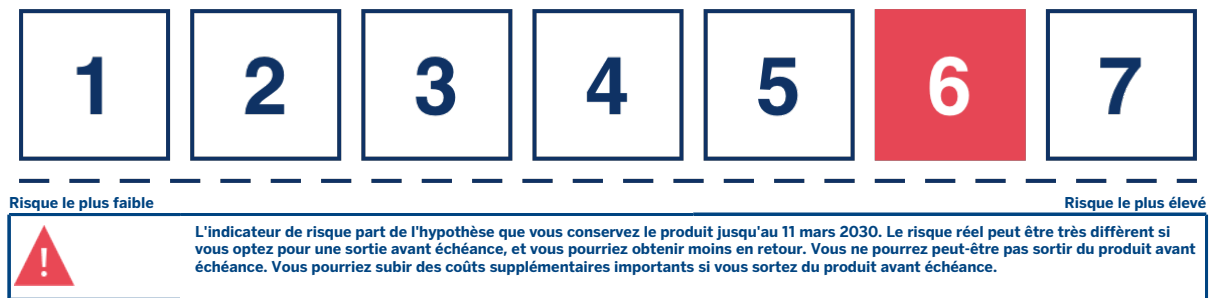 1 2 3 4 5 6 7
Risque le plus faible Risque le plus élevé
!
L'indicateur de risque part de l'hypothèse que vous conservez le produit jusqu'au 11 mars 2030. Le risque réel peut être très diffèrent si
vous optez pour une sortie avant échéance, et vous pourriez obtenir moins en retour. Vous ne pourrez peut-être pas sortir du produit avant
échéance. Vous pourriez subir des coûts supplémentaires importants si vous sortez du produit avant échéance.